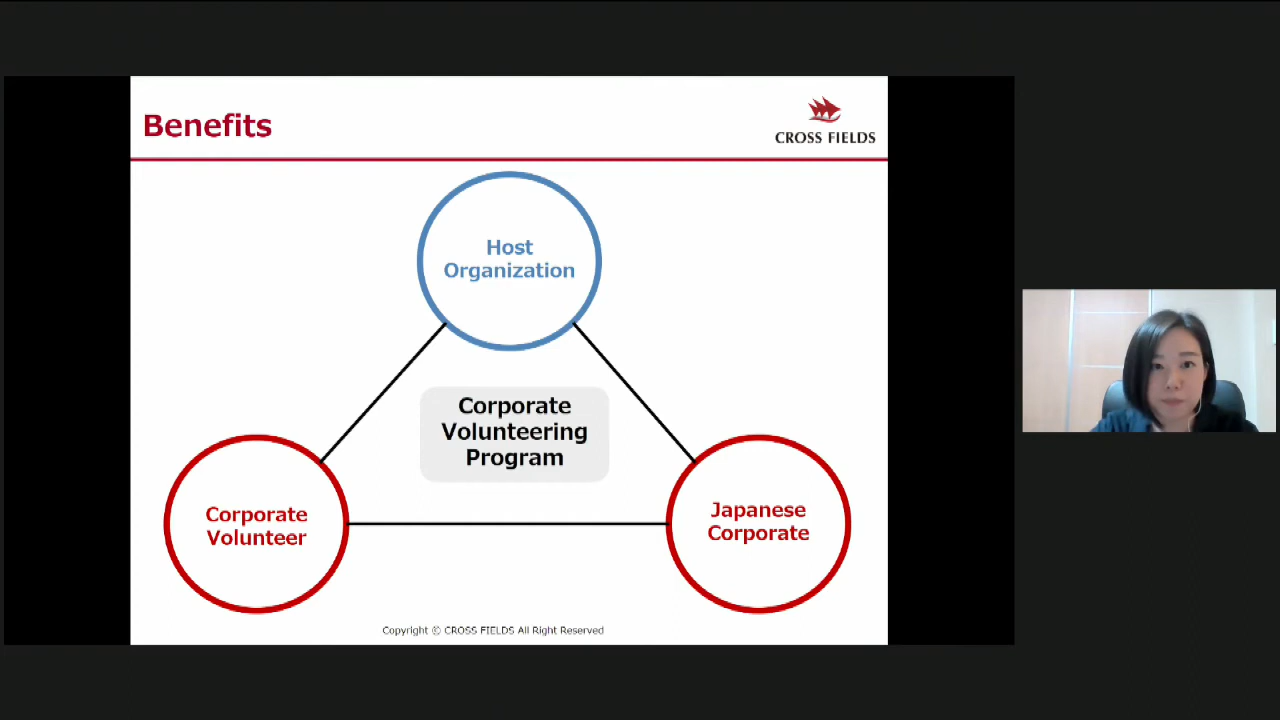 Benefits
CROSS FIELDS
Host
Organization
Corporate
Volunteering
Program
Corporate
Volunteer
Japanese
Corporate
Copyright © CROSS FIELDS All Right Reserved